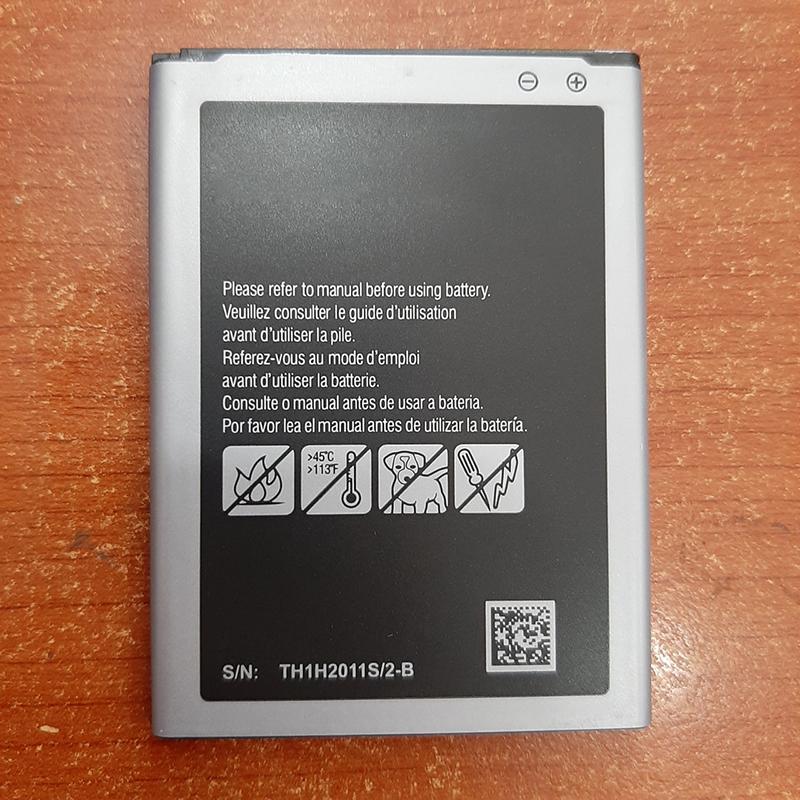 Please refer to manual before using battery.
Veuillez consulter le guide d'utilisation
avant d'utiliser la pile.
Referez-vous au mode d'emploi
avant d'utiliser la batterie.
Consulte o manual antes de usar a bateria.
Por favor lea el manual antes de utilizar la batería.
>45°C
>113°F
S/N: TH1H2011S/2-B